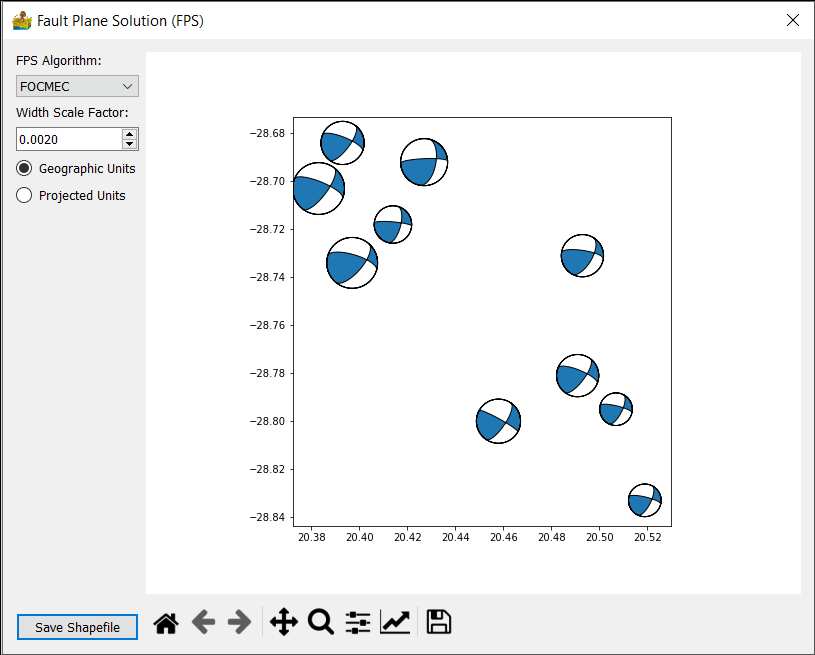 Fault Plane Solution (FPS)
FPS Algorithm:
FOCMEC
Width Scale Factor:
0.0020
Geographic Units
Projected Units
−28.68
−28.70
−28.72
−28.74
−28.76
−28.78
−28.80
−28.82
−28.84
20.38 20.40 20.42 20.44 20.46 20.48 20.50 20.52
Save Shapefile